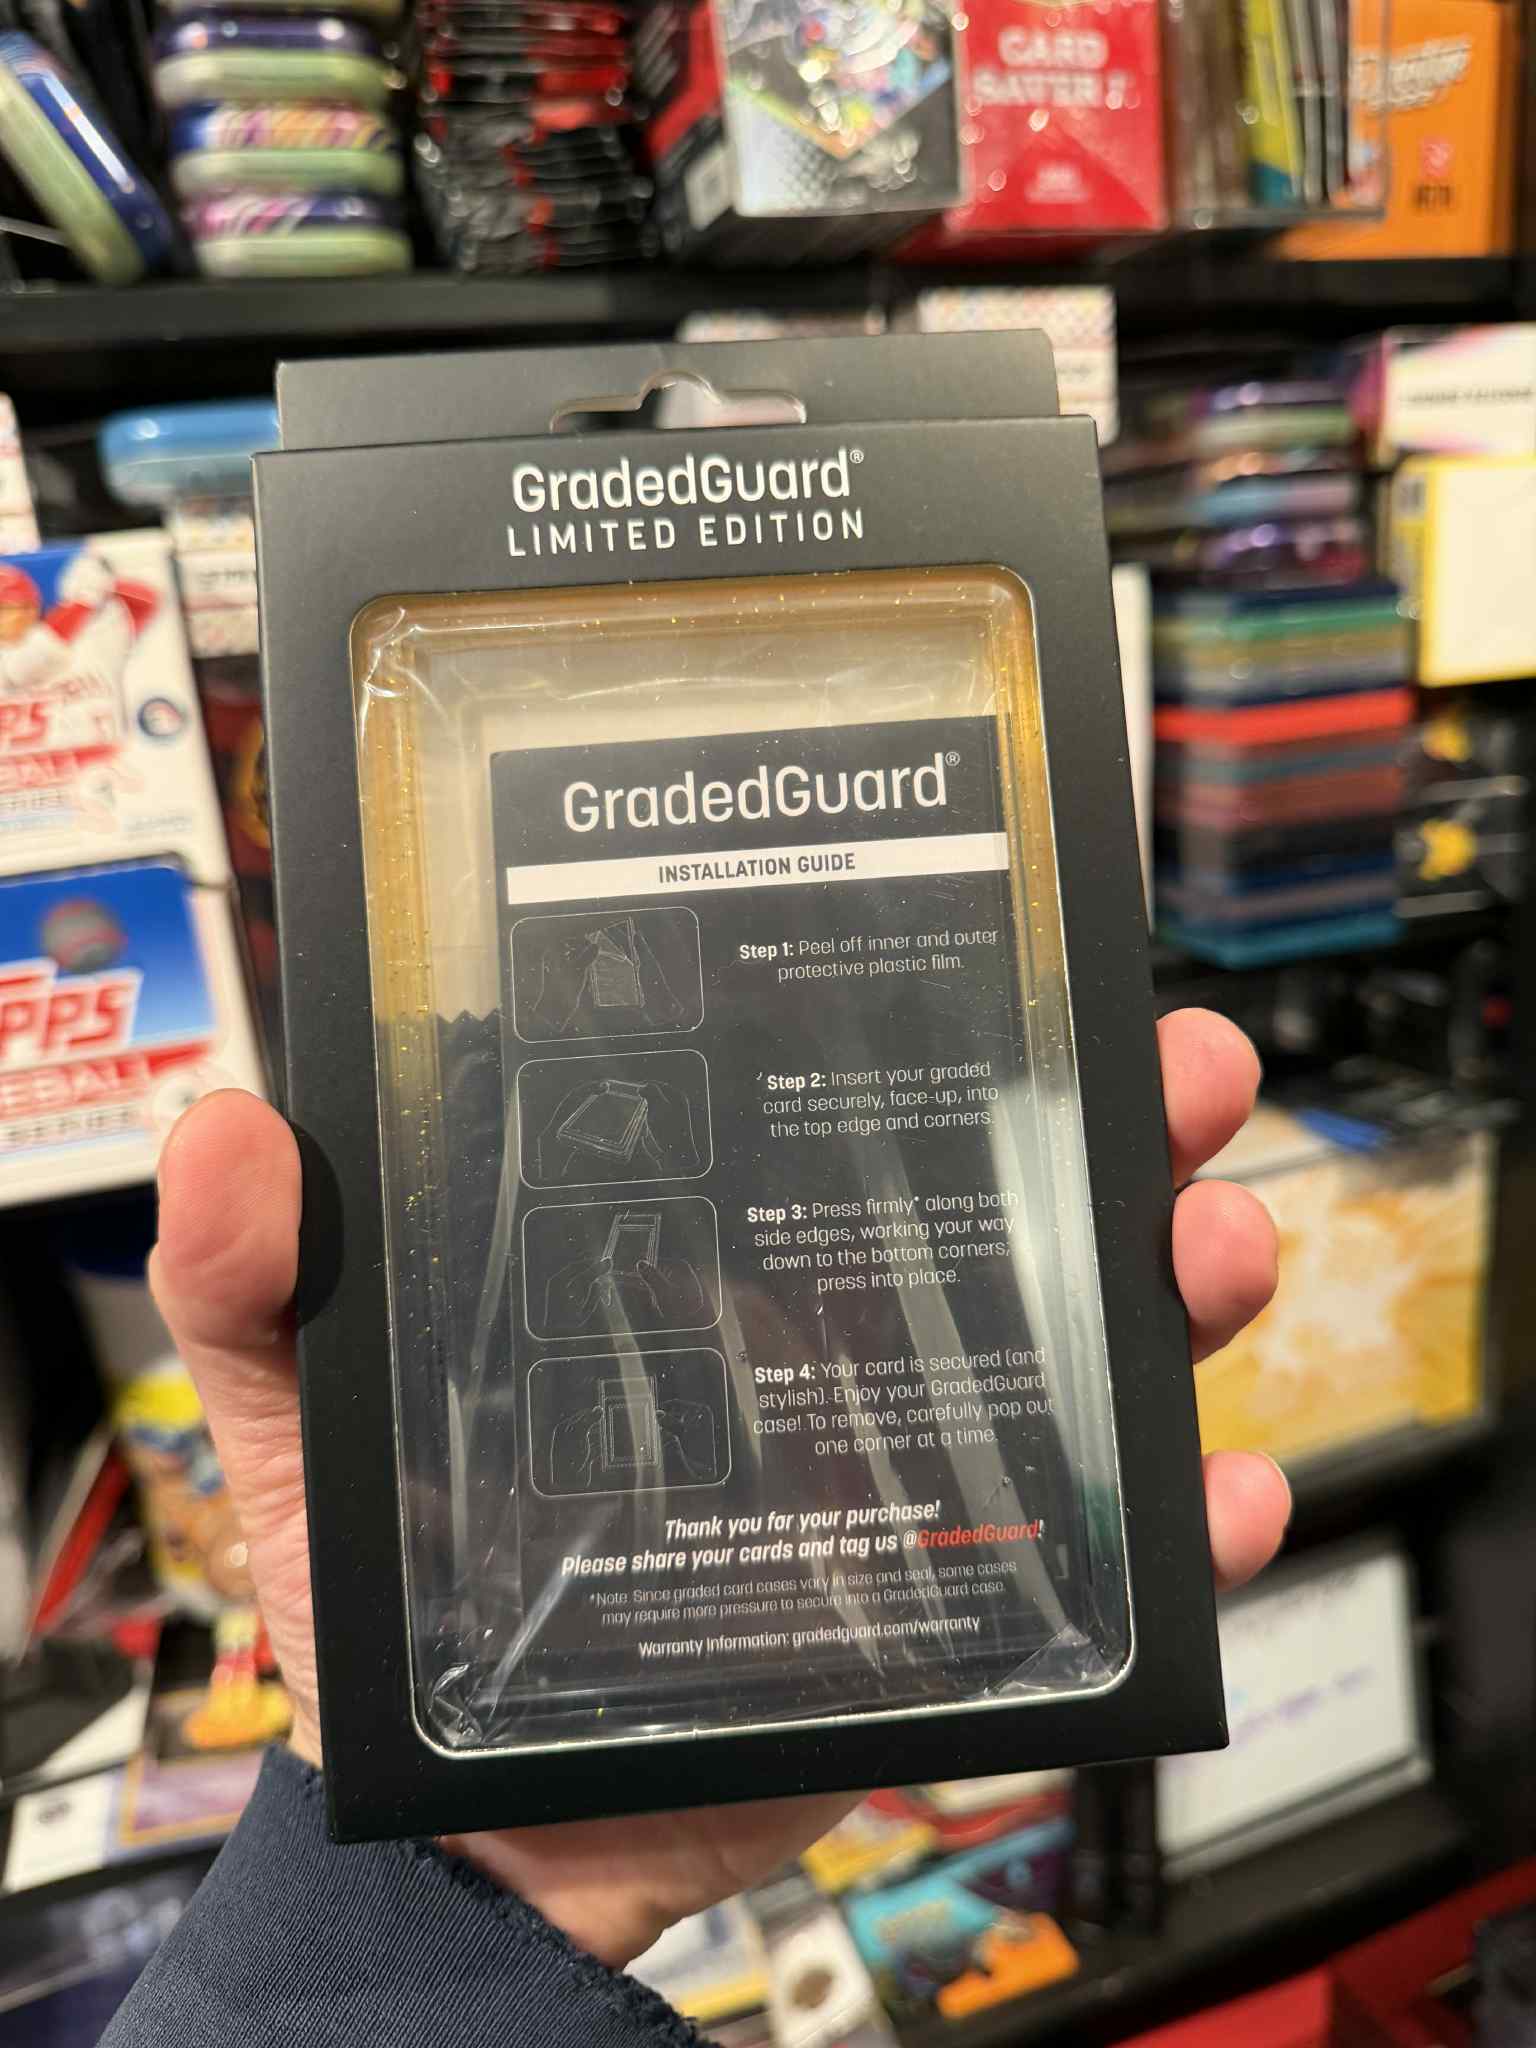 CARD
SAVER 1
GradedGuard®
LIMITED EDITION
GradedGuard®
INSTALLATION GUIDE
Step 1: Peel off inner and outer
protective plastic film.
Step 2: Insert your graded
card securely, face-up, into
the top edge and corners.
Step 3: Press firmly* along both
side edges, working your way
down to the bottom corners;
press into place.
Step 4: Your card is secured (and
stylish). Enjoy your GradedGuard
case! To remove, carefully pop out
one corner at a time.
Thank you for your purchase!
Please share your cards and tag us @GradedGuard!
*Note: Since graded card cases vary in size and seal, some cases
may require more pressure to secure into a GradedGuard case.
Warranty Information: gradedguard.com/warranty
PPS
EBALL
SERIES